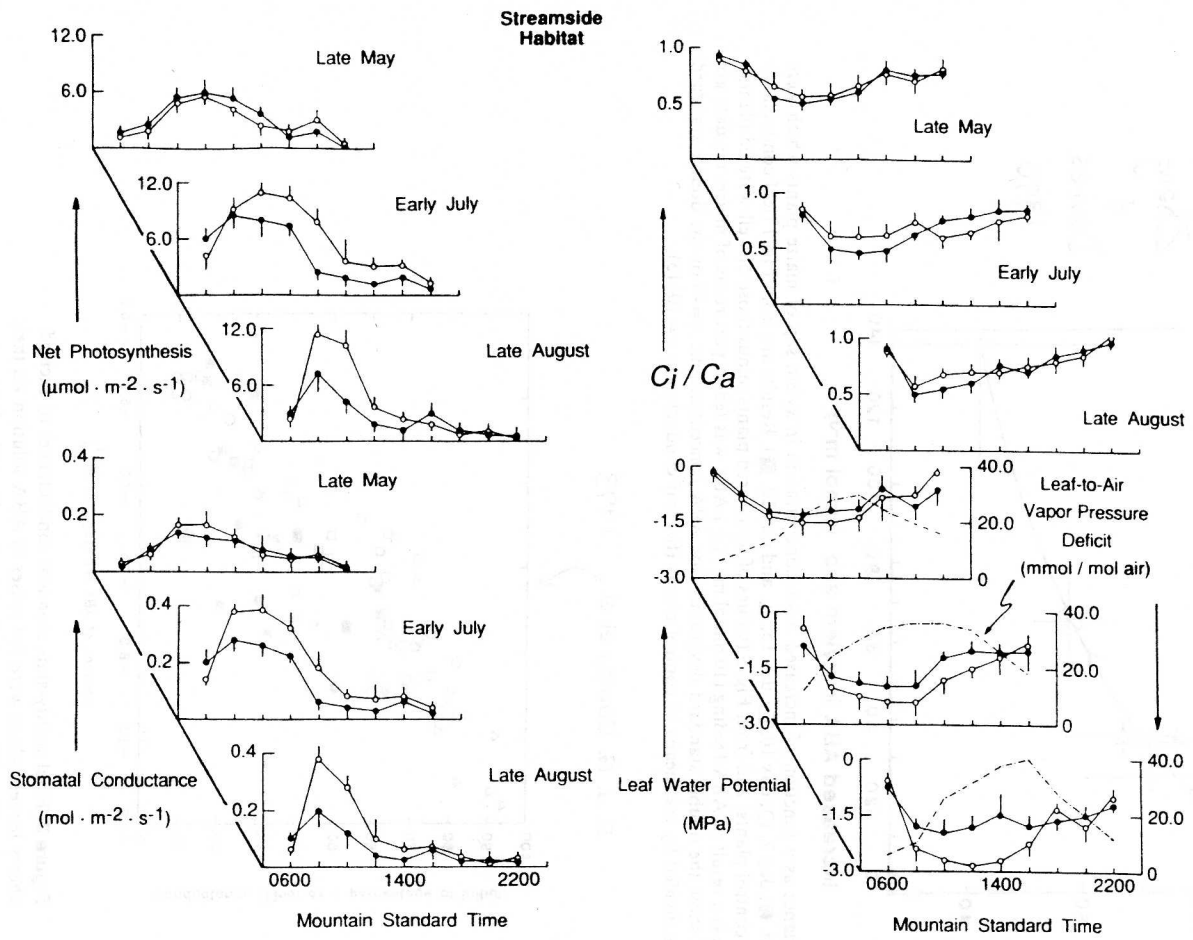 Streamside
Habitat
12.0
6.0
Late May
12.0
6.0
Early July
12.0
6.0
Late August
Net Photosynthesis
(μmol · m-2 · s-1)
0.4
0.2
Late May
0.4
0.2
Early July
0.4
0.2
Late August
Stomatal Conductance
(mol · m-2 · s-1)
0600 1400 2200
Mountain Standard Time
1.0
0.5
Late May
1.0
0.5
Early July
1.0
0.5
Late August
Ci / Ca
0
-1.5
-3.0
40.0
20.0
0
Leaf-to-Air
Vapor Pressure
Deficit
(mmol / mol air)
0
-1.5
-3.0
40.0
20.0
0
0
-1.5
-3.0
40.0
20.0
0
Leaf Water Potential
(MPa)
0600 1400 2200
Mountain Standard Time